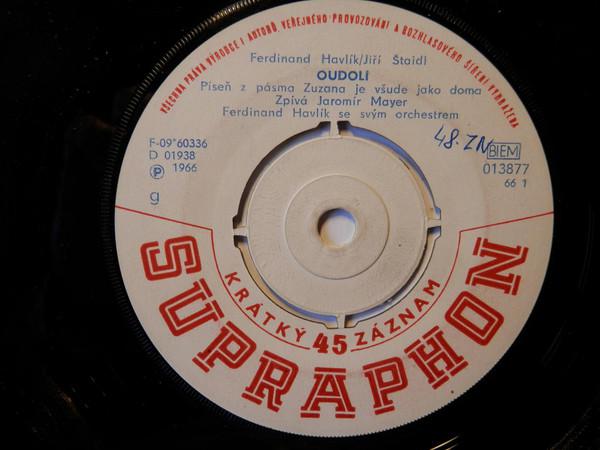 VŠECHNA PRÁVA VÝROBCE I AUTORŮ, VEŘEJNÉHO PROVOZOVÁNÍ A ROZHLASOVÉHO ŠÍŘENÍ VYHRAŽENA
Ferdinand Havlík/Jiří Štaidl
OUDOLÍ
Píseň z pásma Zuzana je všude jako doma
Zpívá Jaromír Mayer
Ferdinand Havlík se svým orchestrem
F-09*60336
D 01938
Ⓟ 1966
g
48. ZN
BIEM
013877
66 1
KRÁTKÝ 45 ZÁZNAM
SUPRAPHON